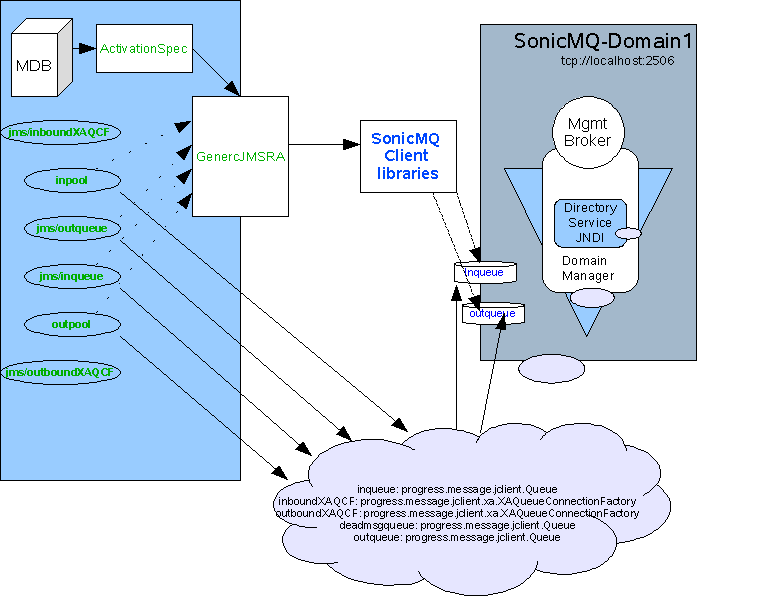 MDB
ActivationSpec
jms/inboundXAQCF
inpool
jms/outqueue
jms/inqueue
outpool
jms/outboundXAQCF
GenercJMSRA
SonicMQ
Client
libraries
SonicMQ-Domain1
tcp://localhost:2506
Mgmt
Broker
Directory
Service
JNDI
Domain
Manager
inqueue
outqueue
inqueue: progress.message.jclient.Queue
inboundXAQCF: progress.message.jclient.xa.XAQueueConnectionFactory
outboundXAQCF: progress.message.jclient.xa.XAQueueConnectionFactory
deadmsgqueue: progress.message.jclient.Queue
outqueue: progress.message.jclient.Queue